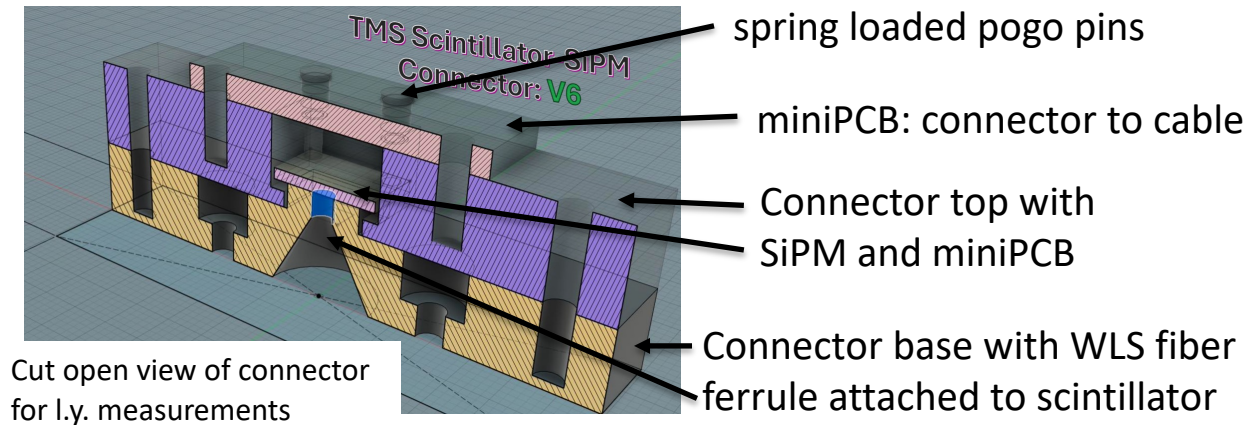 TMS Scintillator SiPM
Connector: V6
spring loaded pogo pins
miniPCB: connector to cable
Connector top with
SiPM and miniPCB
Connector base with WLS fiber
ferrule attached to scintillator
Cut open view of connector
for l.y. measurements